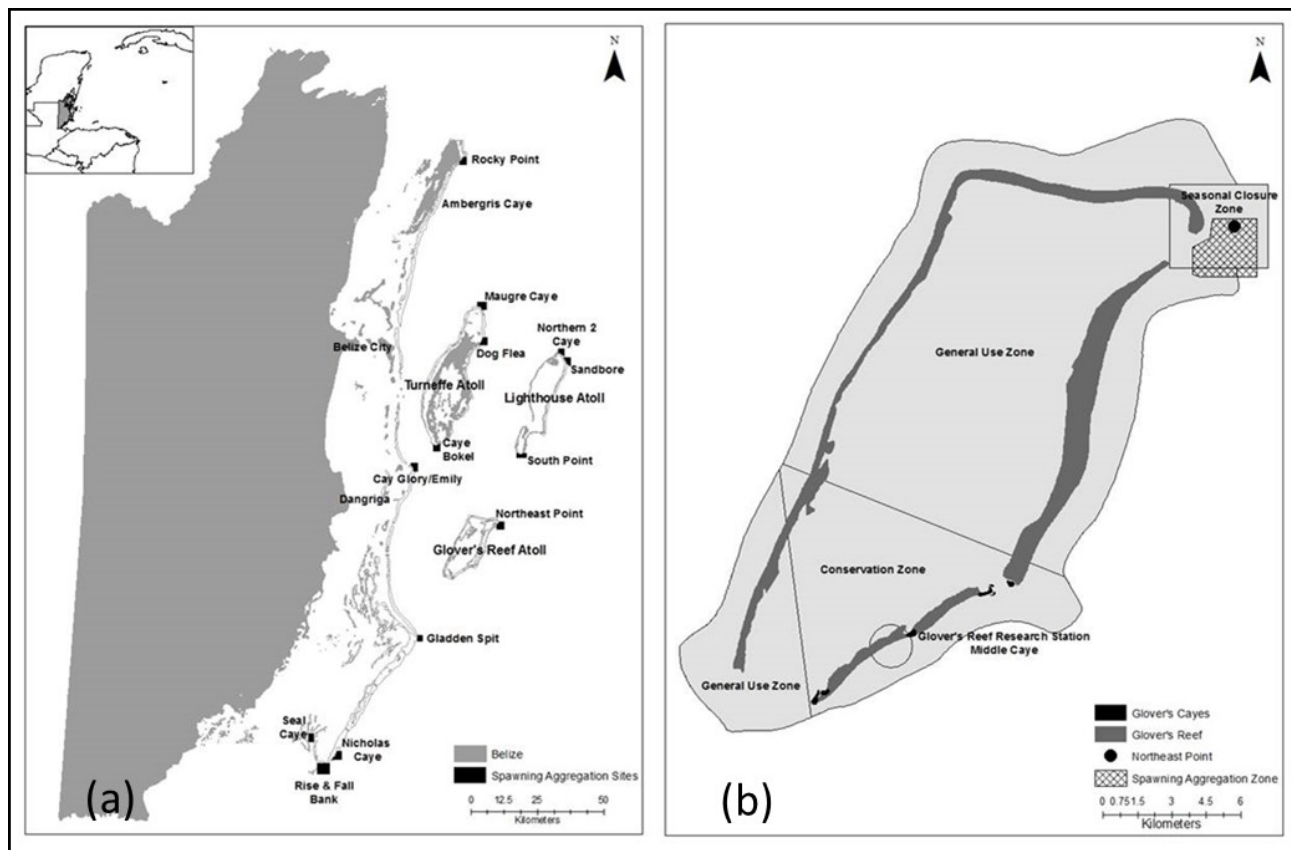 N
Rocky Point
Ambergris Caye
Maugre Caye
Northern 2
Caye
Belize City
Dog Flea
Sandbore
Turneffe Atoll
Lighthouse Atoll
Caye
Bokel
South Point
Cay Glory/Emily
Dangriga
Northeast Point
Glover's Reef Atoll
Gladden Spit
Seal
Caye
Nicholas
Caye
Rise & Fall
Bank
Belize
Spawning Aggregation Sites
0 12.5 25 50
Kilometers
(a)
N
Seasonal Closure
Zone
General Use Zone
Conservation Zone
Glover's Reef Research Station
Middle Caye
General Use Zone
Glover's Cayes
Glover's Reef
Northeast Point
Spawning Aggregation Zone
0 0.75 1.5 3 4.5 6
Kilometers
(b)